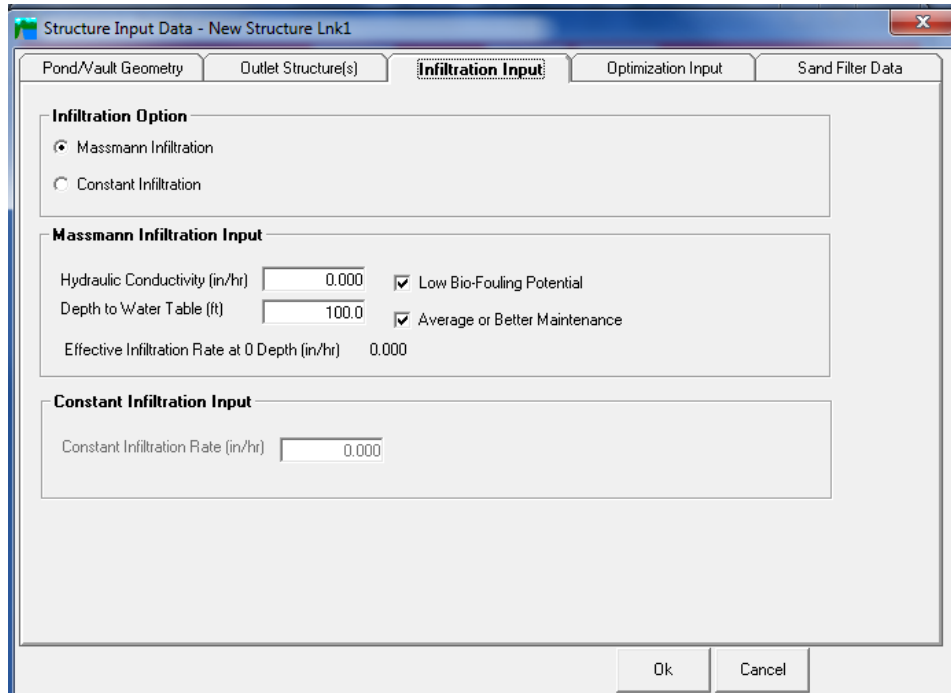 Structure Input Data - New Structure Lnk1
X
Pond/Vault Geometry Outlet Structure(s) Infiltration Input Optimization Input Sand Filter Data
Infiltration Option
Massmann Infiltration
Constant Infiltration
Massmann Infiltration Input
Hydraulic Conductivity (in/hr) 0.000 Low Bio-Fouling Potential
Depth to Water Table (ft) 100.0 Average or Better Maintenance
Effective Infiltration Rate at 0 Depth (in/hr) 0.000
Constant Infiltration Input
Constant Infiltration Rate (in/hr) 0.000
Ok Cancel